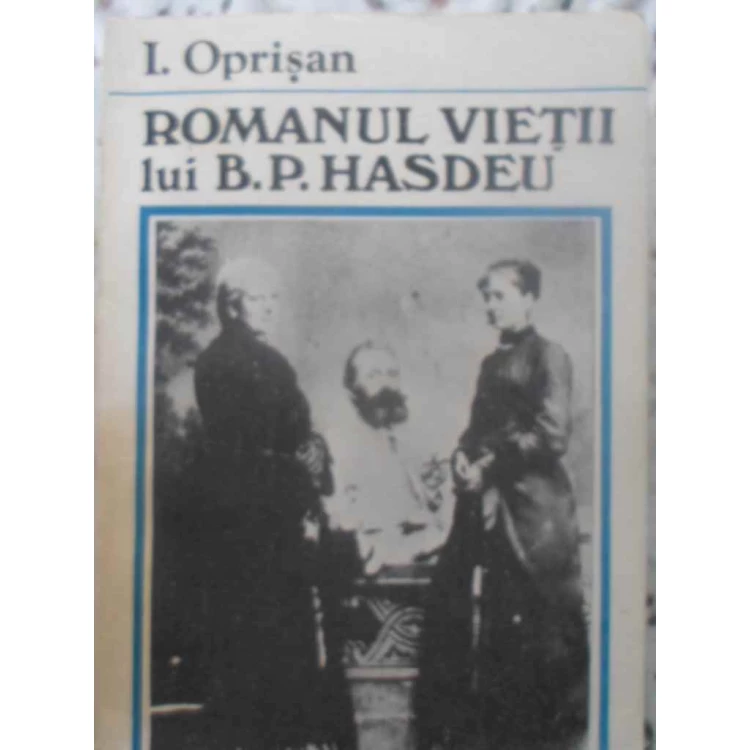 I. Oprișan
ROMANUL VIEȚII
lui B.P. HASDEU